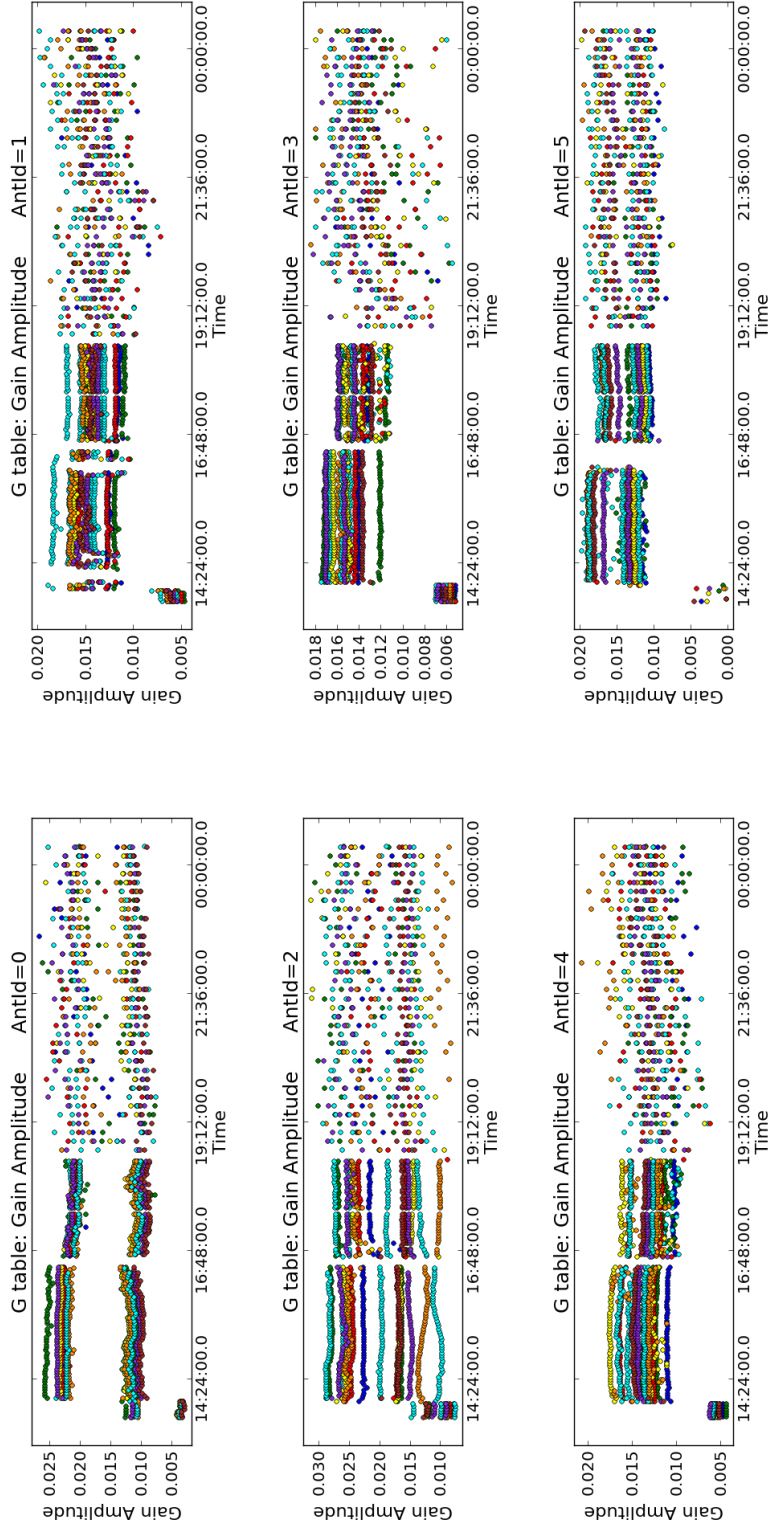 G table: Gain Amplitude AntId=0
Gain Amplitude
0.025
0.020
0.015
0.010
0.005
14:24:00.0 16:48:00.0 19:12:00.0 21:36:00.0 00:00:00.0
Time
G table: Gain Amplitude AntId=1
Gain Amplitude
0.020
0.015
0.010
0.005
14:24:00.0 16:48:00.0 19:12:00.0 21:36:00.0 00:00:00.0
Time
G table: Gain Amplitude AntId=2
Gain Amplitude
0.030
0.025
0.020
0.015
0.010
14:24:00.0 16:48:00.0 19:12:00.0 21:36:00.0 00:00:00.0
Time
G table: Gain Amplitude AntId=3
Gain Amplitude
0.018
0.016
0.014
0.012
0.010
0.008
0.006
14:24:00.0 16:48:00.0 19:12:00.0 21:36:00.0 00:00:00.0
Time
G table: Gain Amplitude AntId=4
Gain Amplitude
0.020
0.015
0.010
0.005
14:24:00.0 16:48:00.0 19:12:00.0 21:36:00.0 00:00:00.0
Time
G table: Gain Amplitude AntId=5
Gain Amplitude
0.020
0.015
0.010
0.005
0.000
14:24:00.0 16:48:00.0 19:12:00.0 21:36:00.0 00:00:00.0
Time